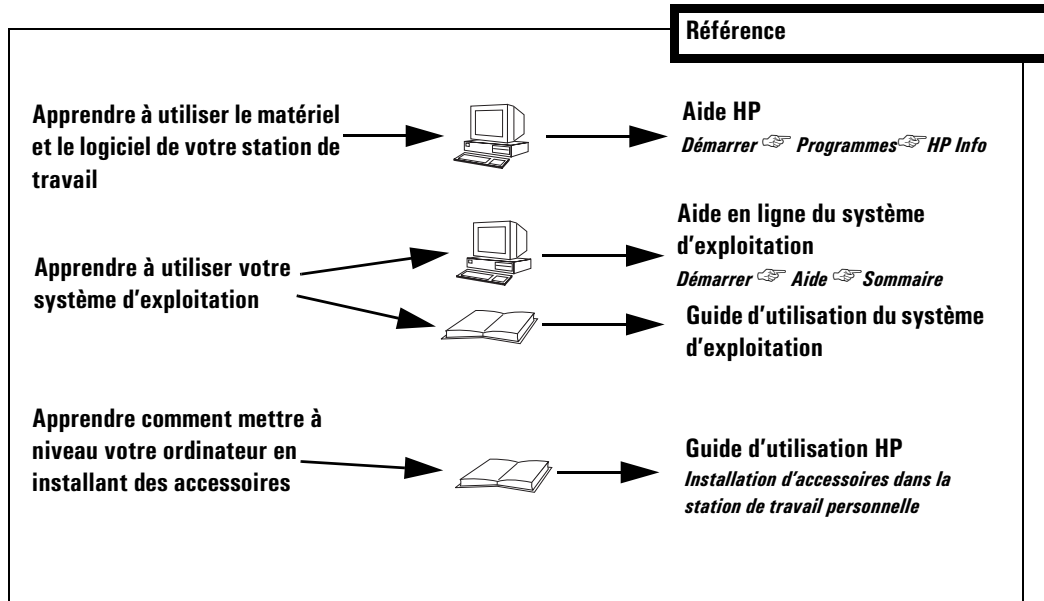 Référence
Apprendre à utiliser le matériel
et le logiciel de votre station de
travail
Aide HP
Démarrer ☞ Programmes ☞ HP Info
Apprendre à utiliser votre
système d'exploitation
Aide en ligne du système
d'exploitation
Démarrer ☞ Aide ☞ Sommaire
Guide d'utilisation du système
d'exploitation
Apprendre comment mettre à
niveau votre ordinateur en
installant des accessoires
Guide d'utilisation HP
Installation d'accessoires dans la
station de travail personnelle